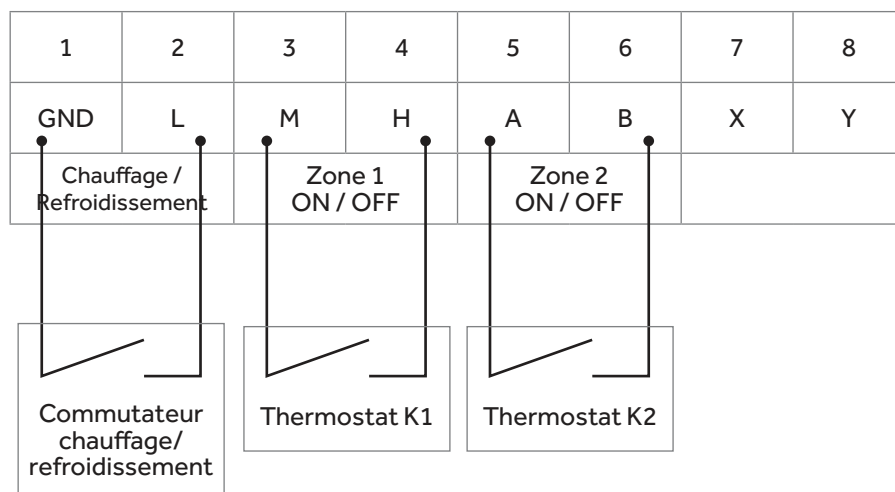 1 2 3 4 5 6 7 8
GND L M H A B X Y
Chauffage /
Refroidissement
Zone 1
ON / OFF
Zone 2
ON / OFF
Commutateur
chauffage/
refroidissement
Thermostat K1
Thermostat K2